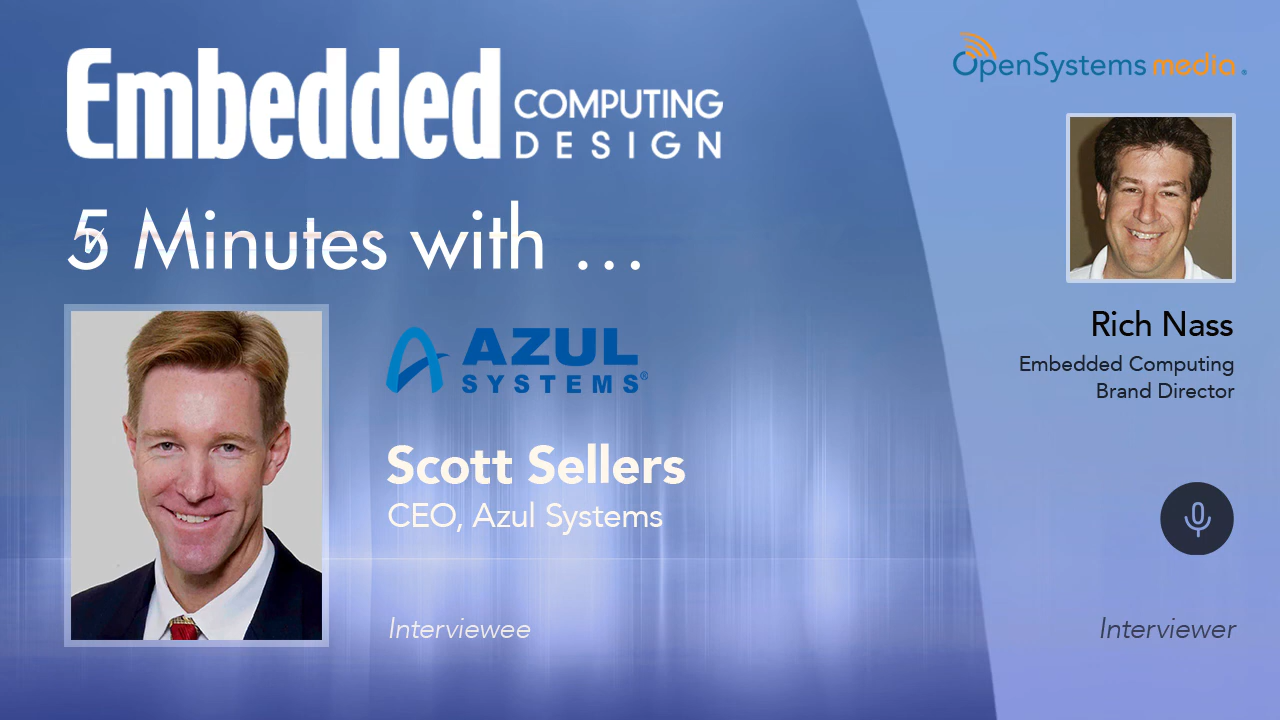 Embedded COMPUTING DESIGN
5 Minutes with ...
AZUL
SYSTEMS®
Scott Sellers
CEO, Azul Systems
Interviewee
OpenSystems media.
Rich Nass
Embedded Computing
Brand Director
Interviewer